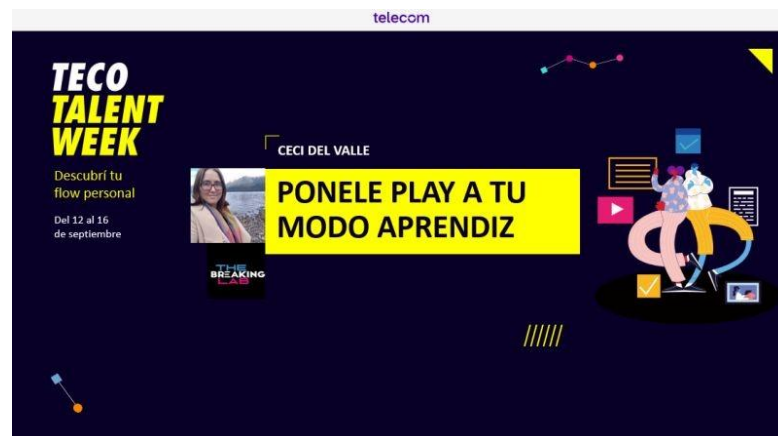 telecom
TECO
TALENT
WEEK
Descubrí tu
flow personal
Del 12 al 16
de septiembre
CECI DEL VALLE
PONELE PLAY A TU
MODO APRENDIZ
THE
BREAKING
LAB